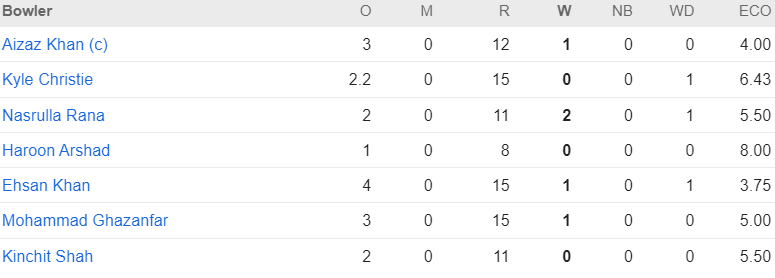 Bowler O M R W NB WD ECO
Aizaz Khan (c) 3 0 12 1 0 0 4.00
Kyle Christie 2.2 0 15 0 0 1 6.43
Nasrulla Rana 2 0 11 2 0 1 5.50
Haroon Arshad 1 0 8 0 0 0 8.00
Ehsan Khan 4 0 15 1 0 1 3.75
Mohammad Ghazanfar 3 0 15 1 0 0 5.00
Kinchit Shah 2 0 11 0 0 0 5.50